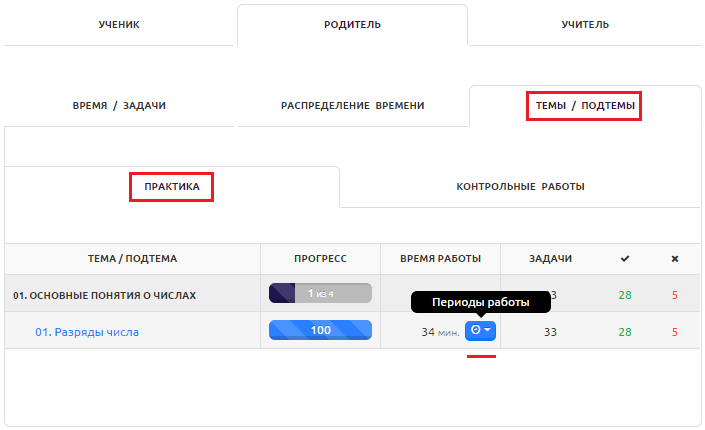 УЧЕНИК РОДИТЕЛЬ УЧИТЕЛЬ
ВРЕМЯ / ЗАДАЧИ РАСПРЕДЕЛЕНИЕ ВРЕМЕНИ ТЕМЫ / ПОДТЕМЫ
ПРАКТИКА КОНТРОЛЬНЫЕ РАБОТЫ
ТЕМА / ПОДТЕМА ПРОГРЕСС ВРЕМЯ РАБОТЫ ЗАДАЧИ
01. ОСНОВНЫЕ ПОНЯТИЯ О ЧИСЛАХ 1 из 4 3 28 5
Периоды работы
01. Разряды числа 100 34 мин. 33 28 5